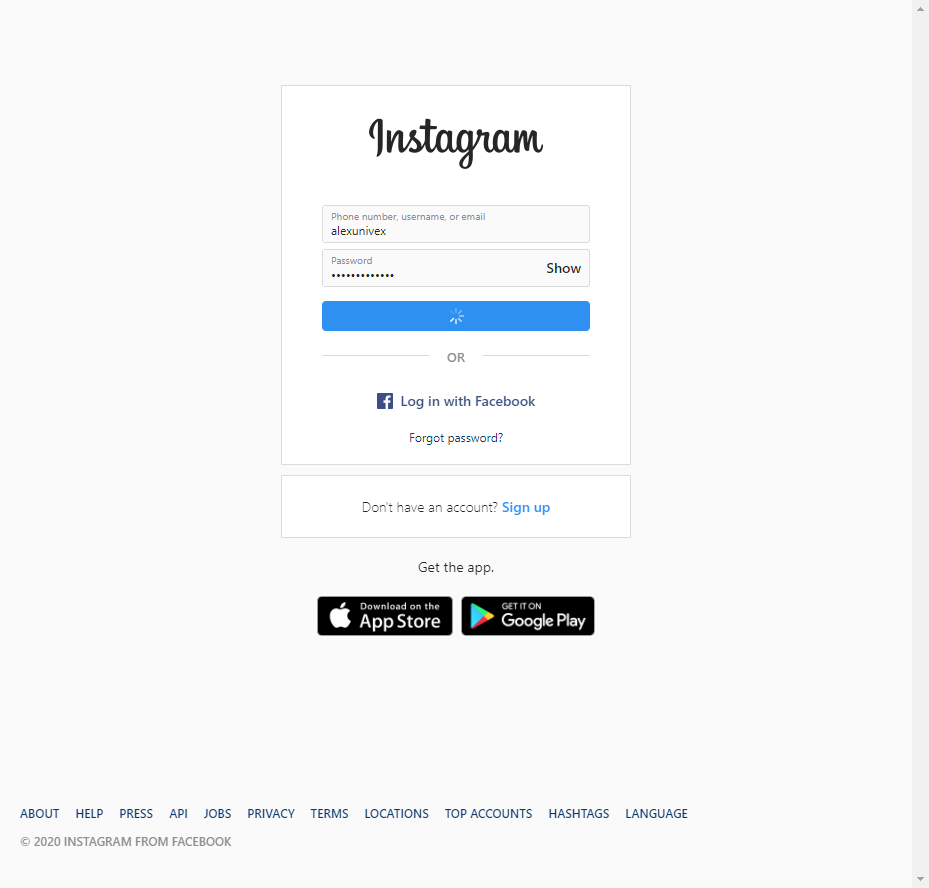 Instagram
Phone number, username, or email
alexunivex
Password
••••••••••••• Show
OR
Log in with Facebook
Forgot password?
Don't have an account? Sign up
Get the app.
Download on the App Store
GET IT ON Google Play
ABOUT HELP PRESS API JOBS PRIVACY TERMS LOCATIONS TOP ACCOUNTS HASHTAGS LANGUAGE
© 2020 INSTAGRAM FROM FACEBOOK